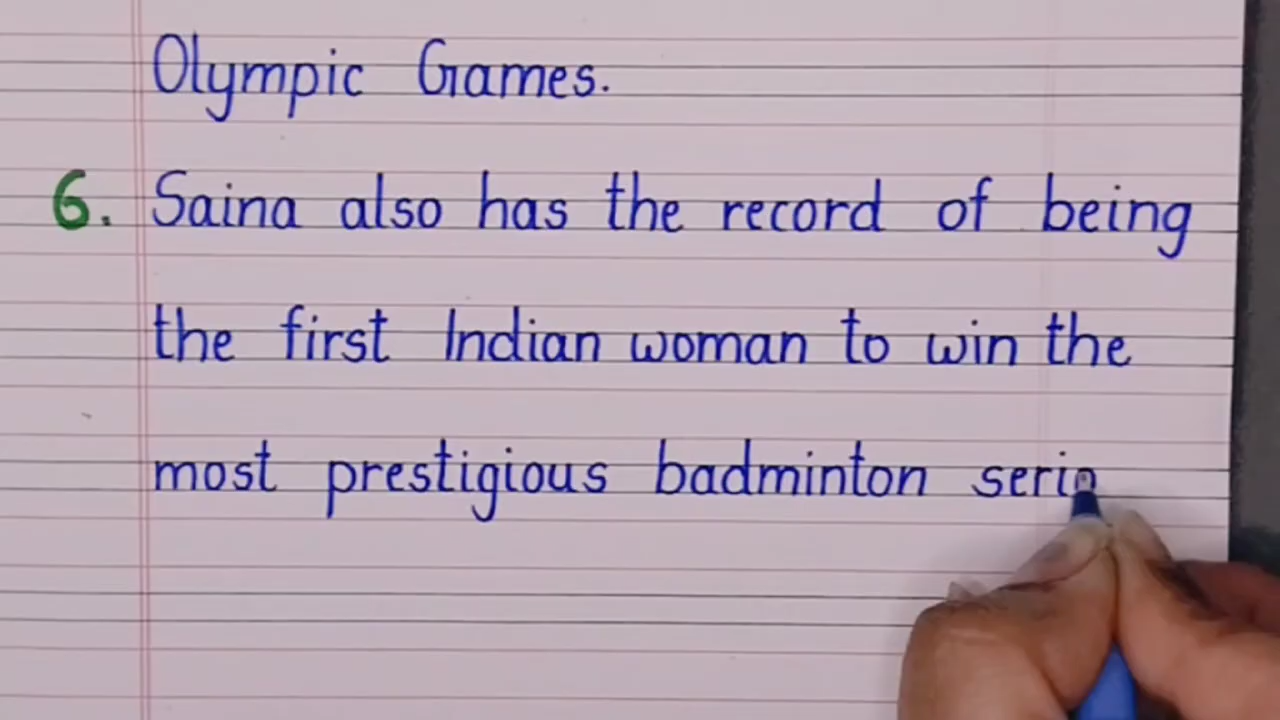 Olympic Games.
6. Saina also has the record of being
the first Indian woman to win the
most prestigious badminton